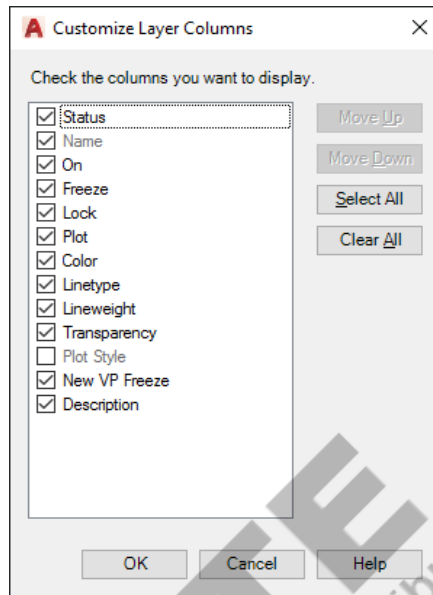 Customize Layer Columns
Check the columns you want to display.
Status
Name
On
Freeze
Lock
Plot
Color
Linetype
Lineweight
Transparency
Plot Style
New VP Freeze
Description
Move Up
Move Down
Select All
Clear All
OK
Cancel
Help